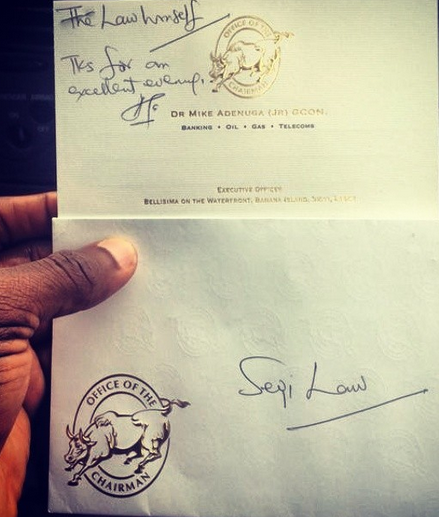 The Law himself
OFFICE OF THE
CHAIRMAN
Tks for an
excellent evening.
DR MIKE ADENUGA (JR) GCON.
BANKING • OIL • GAS • TELECOMS
EXECUTIVE OFFICES
BELLISIMA ON THE WATERFRONT, BANANA ISLAND, IKOYI, LAGOS
Seyi Law
OFFICE OF THE
CHAIRMAN